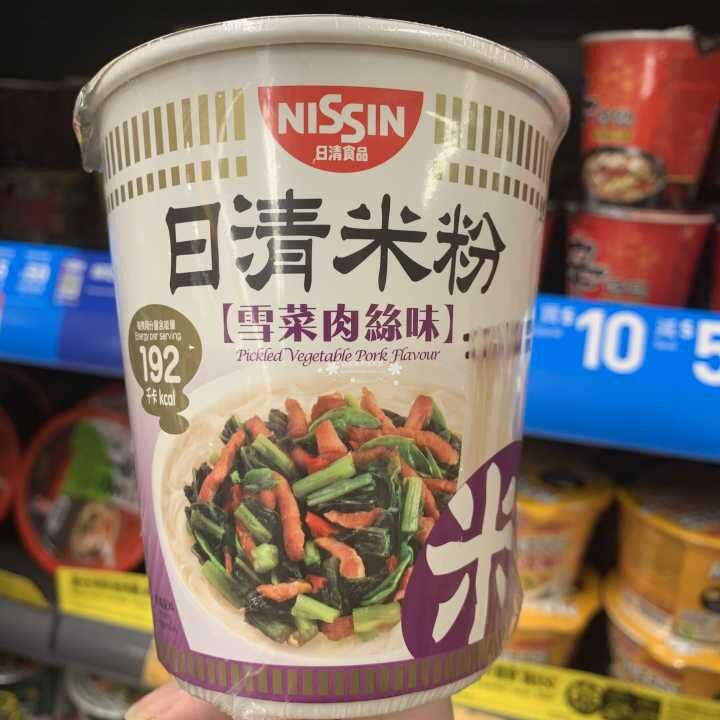 NISSIN
日清食品
日清米粉
【雪菜肉絲味】
Pickled Vegetable Pork Flavour
Energy per serving
192
千卡 kcal
米
$10
$5